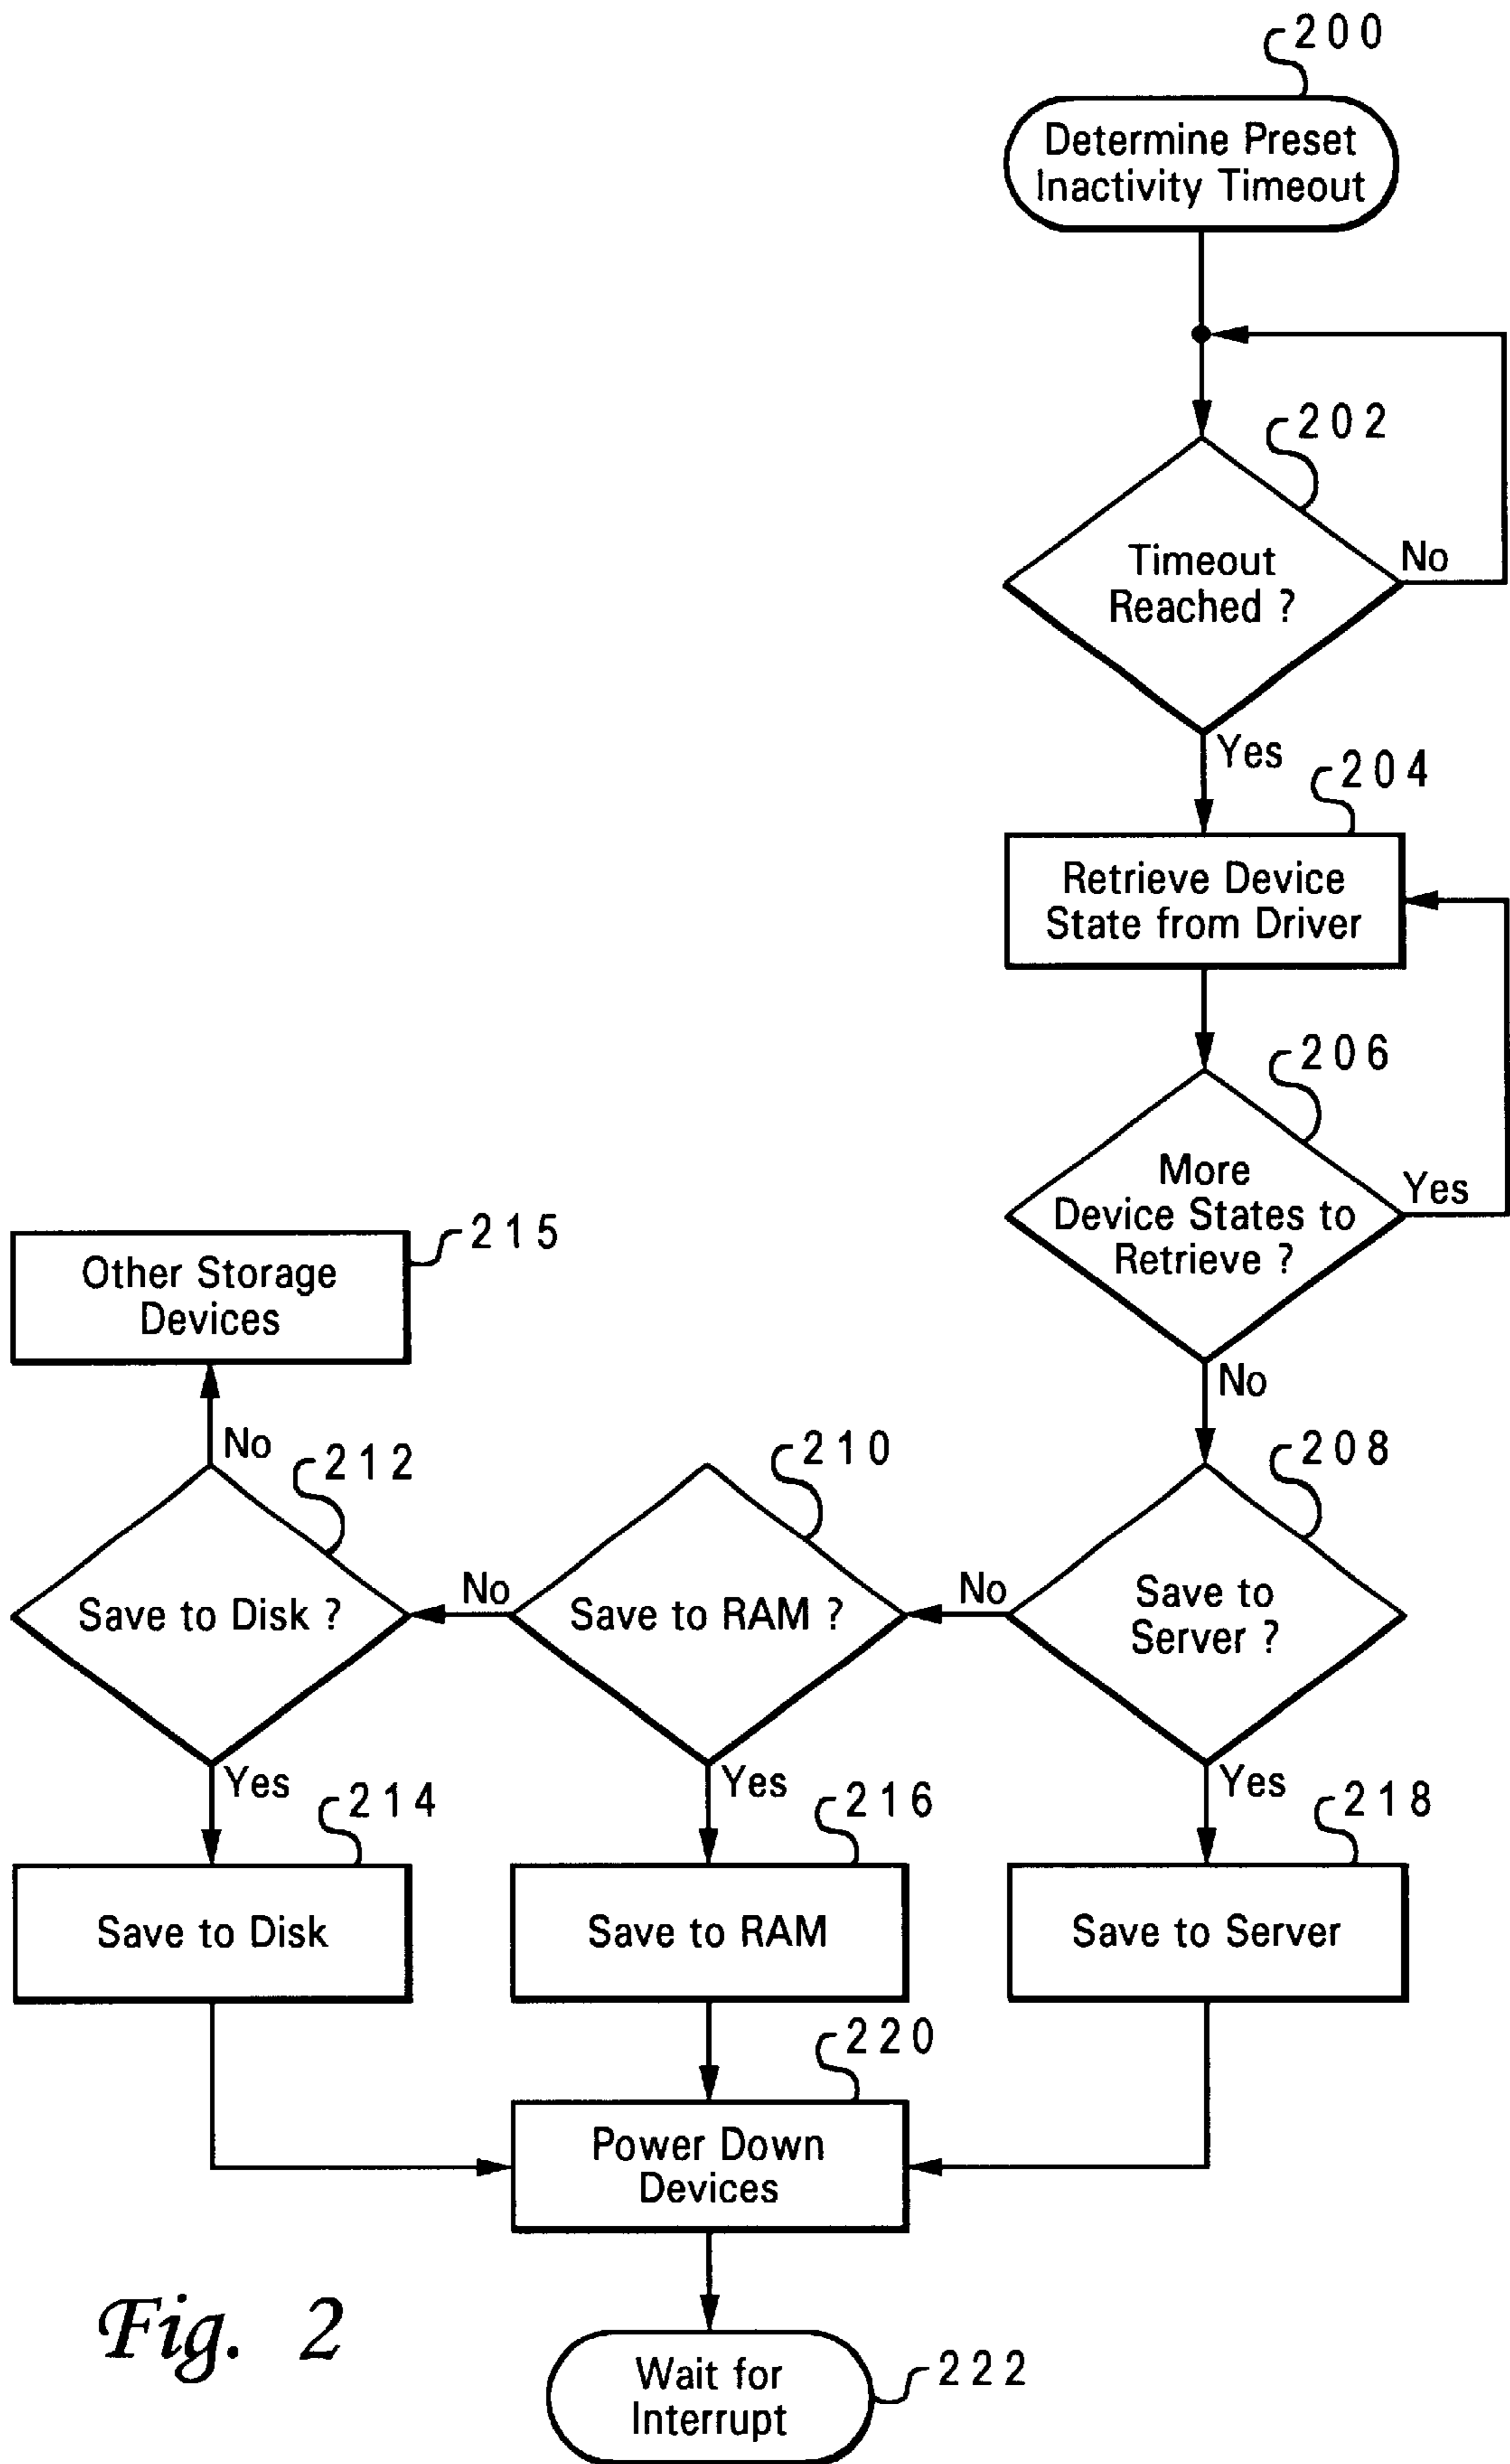 200
Determine Preset
Inactivity Timeout
202
Timeout
Reached ?
No
Yes
204
Retrieve Device
State from Driver
206
More
Device States to
Retrieve ?
Yes
No
215
Other Storage
Devices
No
212
Save to Disk ?
No
210
Save to RAM ?
No
208
Save to
Server ?
Yes
Yes
Yes
214
216
218
Save to Disk
Save to RAM
Save to Server
220
Power Down
Devices
222
Wait for
Interrupt
Fig. 2